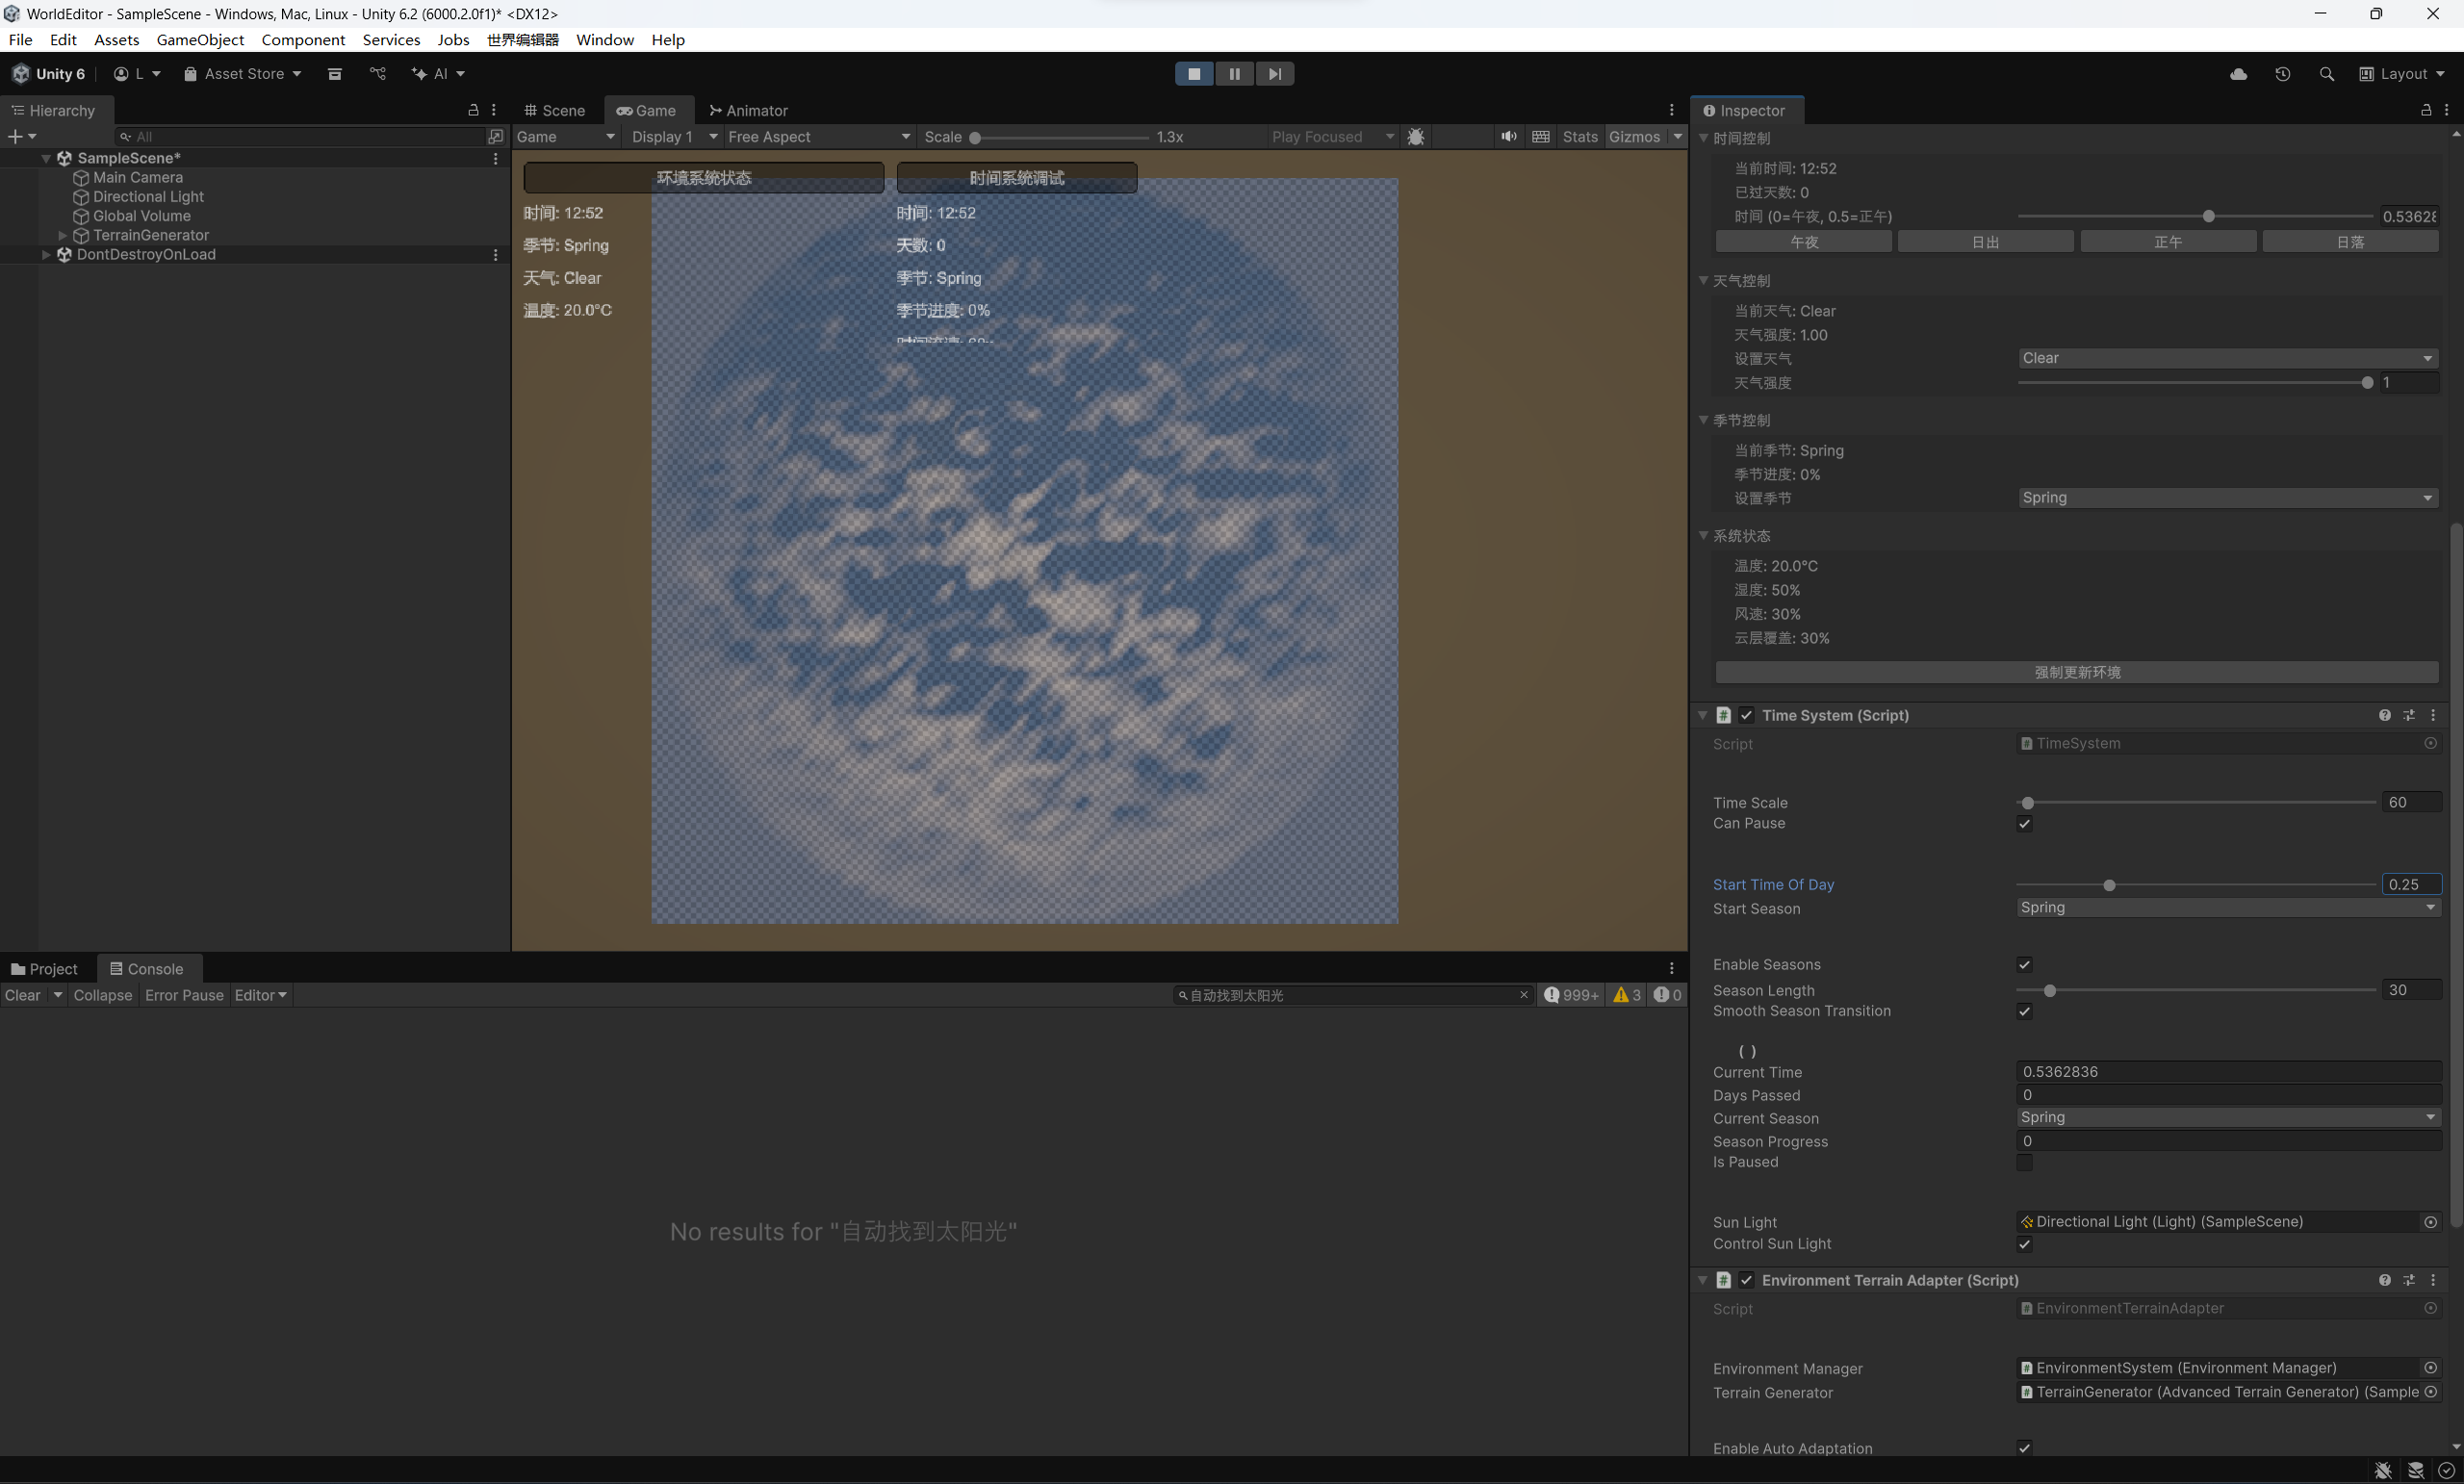 WorldEditor - SampleScene - Windows, Mac, Linux - Unity 6.2 (6000.2.0f1)* <DX12>
File Edit Assets GameObject Component Services Jobs 世界编辑器 Window Help
Unity 6 L Asset Store AI Layout
Hierarchy
All
SampleScene*
Main Camera
Directional Light
Global Volume
TerrainGenerator
DontDestroyOnLoad
Scene Game Animator
Game Display 1 Free Aspect Scale 1.3x Play Focused Stats Gizmos
环境系统状态
时间: 12:52
季节: Spring
天气: Clear
温度: 20.0°C
时间系统调试
时间: 12:52
天数: 0
季节: Spring
季节进度: 0%
Project Console
Clear Collapse Error Pause Editor 自动找到太阳光 999+ 3 0
No results for "自动找到太阳光"
Inspector
时间控制
当前时间: 12:52
已过天数: 0
时间 (0=午夜, 0.5=正午) 0.53628
午夜 日出 正午 日落
天气控制
当前天气: Clear
天气强度: 1.00
设置天气 Clear
天气强度 1
季节控制
当前季节: Spring
季节进度: 0%
设置季节 Spring
系统状态
温度: 20.0°C
湿度: 50%
风速: 30%
云层覆盖: 30%
强制更新环境
Time System (Script)
Script TimeSystem
Time Scale 60
Can Pause
Start Time Of Day 0.25
Start Season Spring
Enable Seasons
Season Length 30
Smooth Season Transition
( )
Current Time 0.5362836
Days Passed 0
Current Season Spring
Season Progress 0
Is Paused
Sun Light Directional Light (Light) (SampleScene)
Control Sun Light
Environment Terrain Adapter (Script)
Script EnvironmentTerrainAdapter
Environment Manager EnvironmentSystem (Environment Manager)
Terrain Generator TerrainGenerator (Advanced Terrain Generator) (Sample
Enable Auto Adaptation